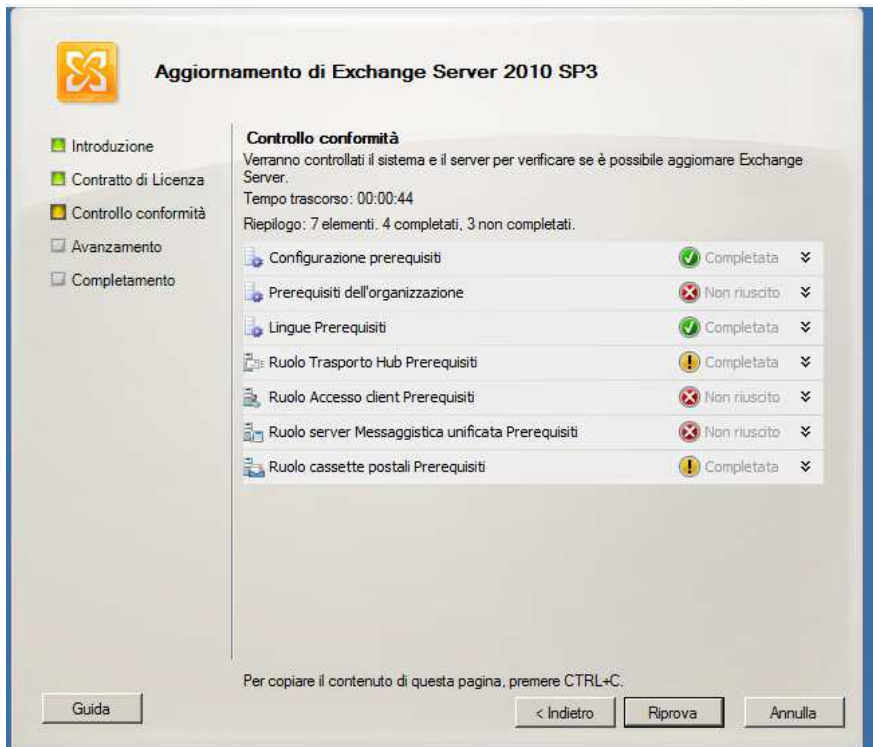 Aggiornamento di Exchange Server 2010 SP3
Introduzione
Contratto di Licenza
Controllo conformità
Avanzamento
Completamento
Controllo conformità
Verranno controllati il sistema e il server per verificare se è possibile aggiornare Exchange
Server.
Tempo trascorso: 00:00:44
Riepilogo: 7 elementi. 4 completati, 3 non completati.
Configurazione prerequisiti Completata
Prerequisiti dell'organizzazione Non riuscito
Lingue Prerequisiti Completata
Ruolo Trasporto Hub Prerequisiti Completata
Ruolo Accesso client Prerequisiti Non riuscito
Ruolo server Messaggistica unificata Prerequisiti Non riuscito
Ruolo cassette postali Prerequisiti Completata
Per copiare il contenuto di questa pagina, premere CTRL+C.
Guida
< Indietro
Riprova
Annulla